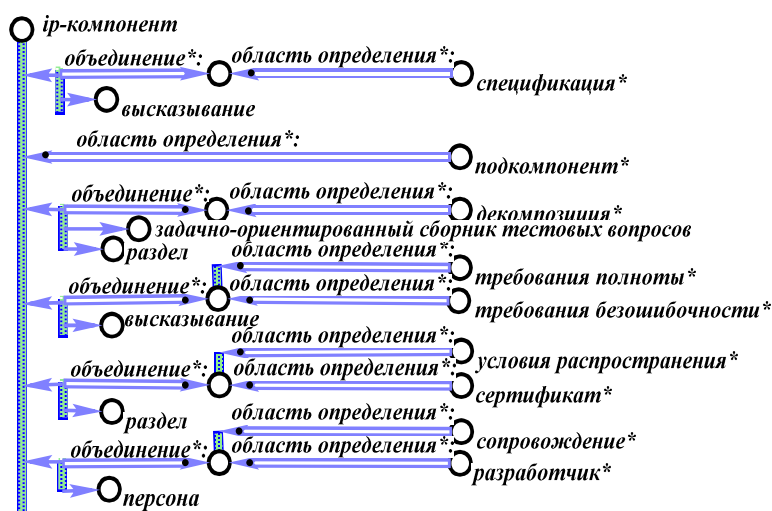 ip-компонент
объединение*:
область определения*:
спецификация*
высказывание
область определения*:
подкомпонент*
объединение*:
область определения*:
декомпозиция*
задачно-ориентированный сборник тестовых вопросов
раздел
область определения*:
требования полноты*
объединение*:
область определения*:
требования безошибочности*
высказывание
область определения*:
условия распространения*
объединение*:
область определения*:
сертификат*
раздел
область определения*:
сопровождение*
объединение*:
область определения*:
разработчик*
персона